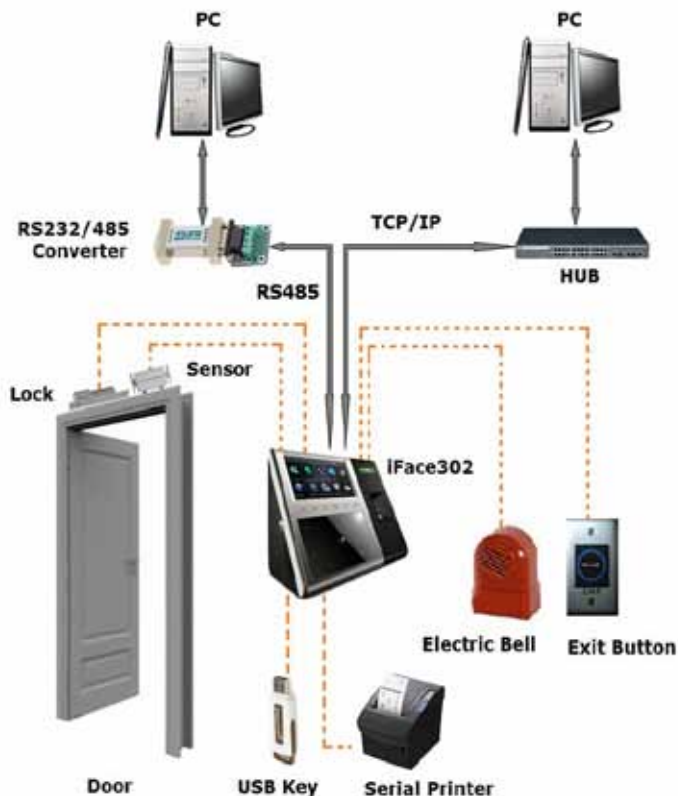 PC
PC
RS232/485
Converter
TCP/IP
HUB
RS485
Sensor
Lock
iFace302
Electric Bell
Exit Button
Door
USB Key
Serial Printer